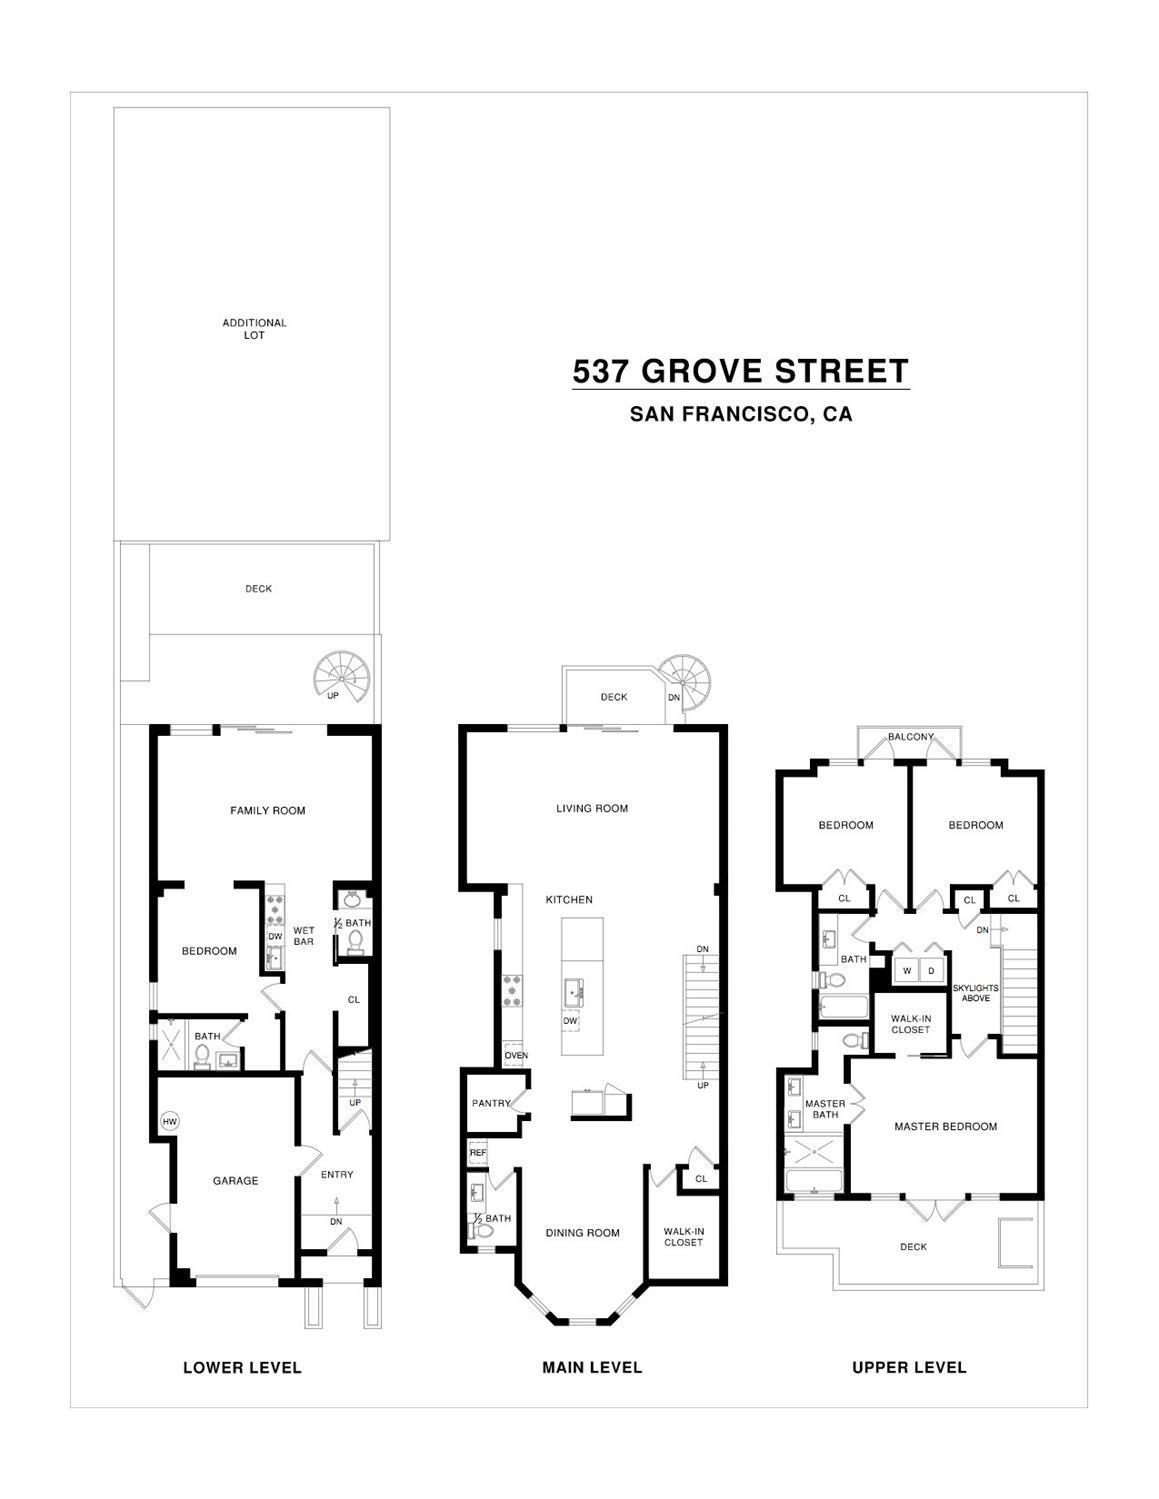 537 GROVE STREET
SAN FRANCISCO, CA
ADDITIONAL
LOT
DECK
UP
FAMILY ROOM
BEDROOM
DW
WET
BAR
½ BATH
CL
BATH
UP
HW
GARAGE
ENTRY
DN
LOWER LEVEL
DECK
DN
LIVING ROOM
KITCHEN
DN
DW
OVEN
UP
PANTRY
REF
½ BATH
DINING ROOM
CL
WALK-IN
CLOSET
MAIN LEVEL
BALCONY
BEDROOM
BEDROOM
CL
CL
CL
DN
BATH
W
D
SKYLIGHTS
ABOVE
WALK-IN
CLOSET
MASTER
BATH
MASTER BEDROOM
DECK
UPPER LEVEL